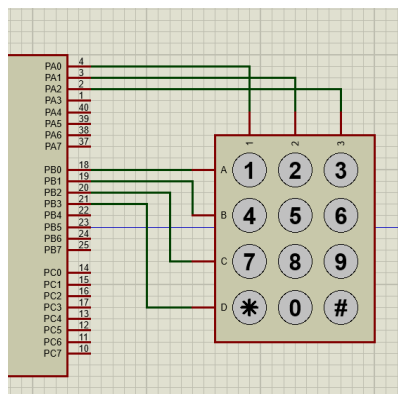 PA0 4
PA1 3
PA2 2
PA3 1
PA4 40
PA5 39
PA6 38
PA7 37
PB0 18
PB1 19
PB2 20
PB3 21
PB4 22
PB5 23
PB6 24
PB7 25
PC0 14
PC1 15
PC2 16
PC3 17
PC4 13
PC5 12
PC6 11
PC7 10
1 2 3
A 1 2 3
B 4 5 6
C 7 8 9
D * 0 #